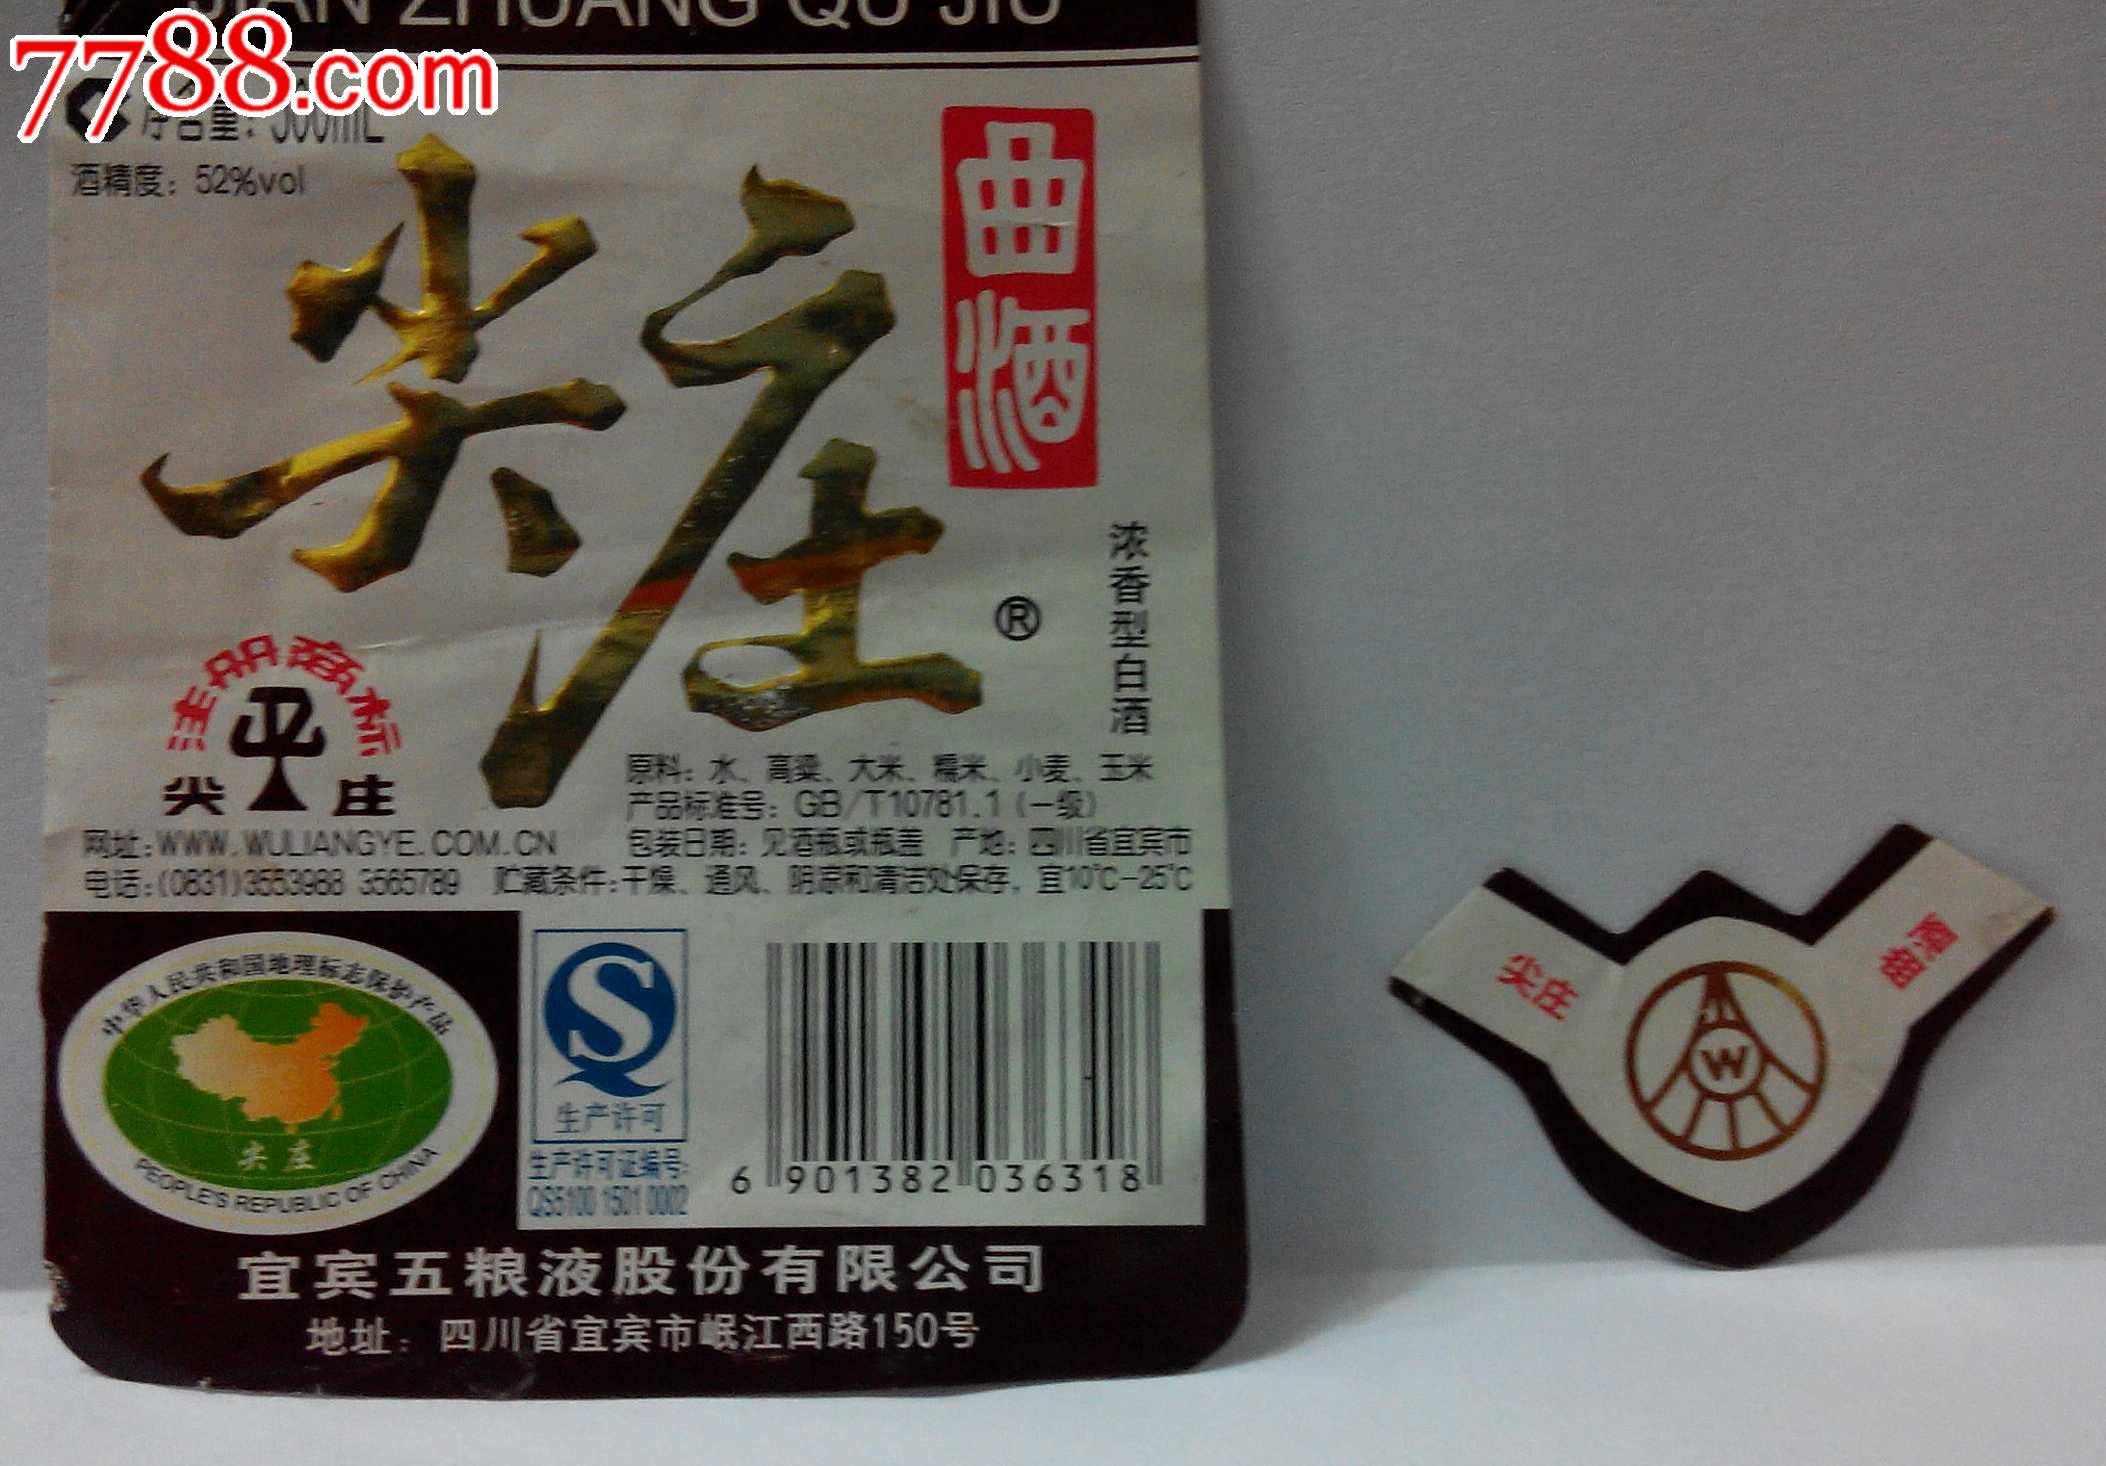 JIAN ZHUANG QU JIU
7788.com
净含量:500mL
酒精度:52%vol
尖庄
曲酒
®
浓香型白酒
注册商标
尖 庄
原料:水、高粱、大米、糯米、小麦、玉米
产品标准号:GB/T10781.1(一级)
网址:WWW.WULIANGYE.COM.CN
包装日期:见酒瓶或瓶盖 产地:四川省宜宾市
电话:(0831)3553988 3565789
贮藏条件:干燥、通风、阴凉和清洁处保存,宜10℃-25℃
中华人民共和国地理标志保护产品
尖庄
PEOPLE'S REPUBLIC OF CHINA
S
生产许可
生产许可证编号:
QS5100 1501 0002
6 901382 036318
宜宾五粮液股份有限公司
地址:四川省宜宾市岷江西路150号
尖庄
W